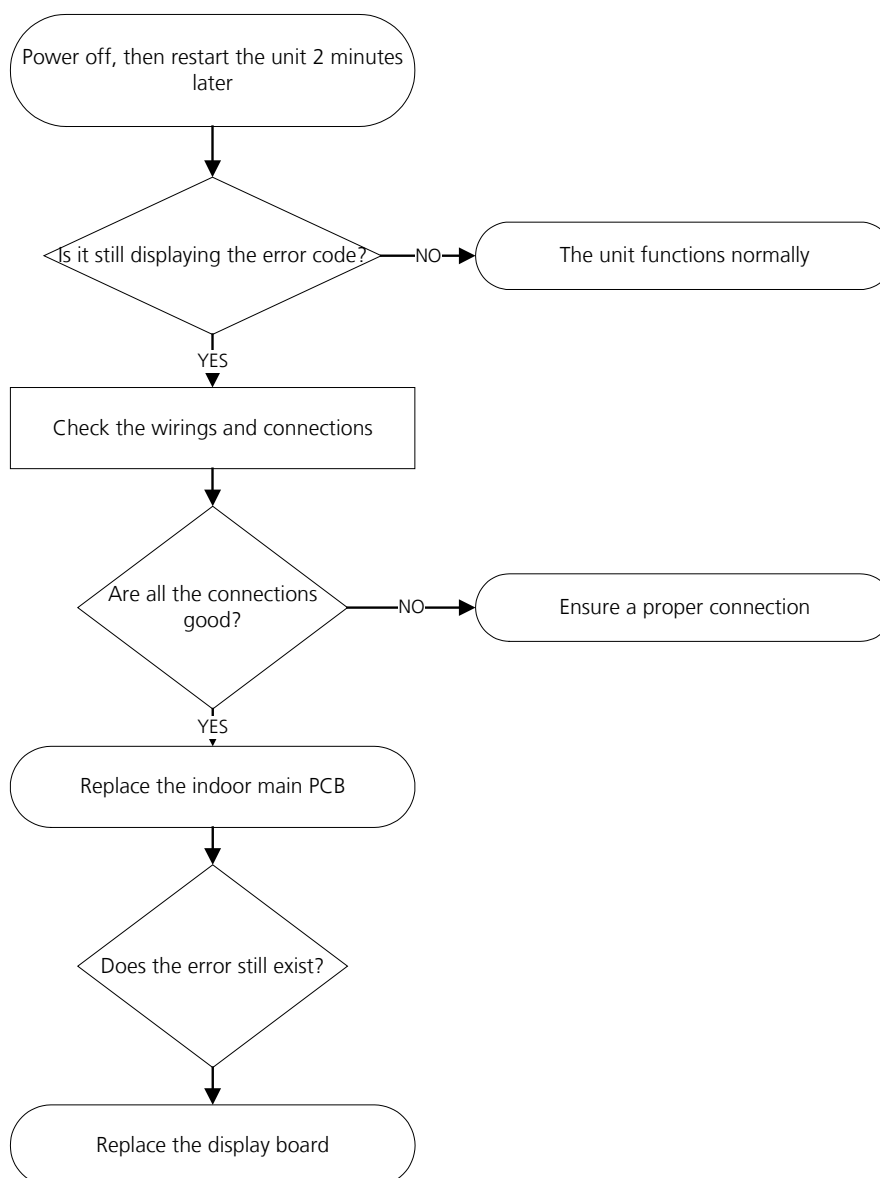 Power off, then restart the unit 2 minutes
later
Is it still displaying the error code?
NO
The unit functions normally
YES
Check the wirings and connections
Are all the connections
good?
NO
Ensure a proper connection
YES
Replace the indoor main PCB
Does the error still exist?
Replace the display board